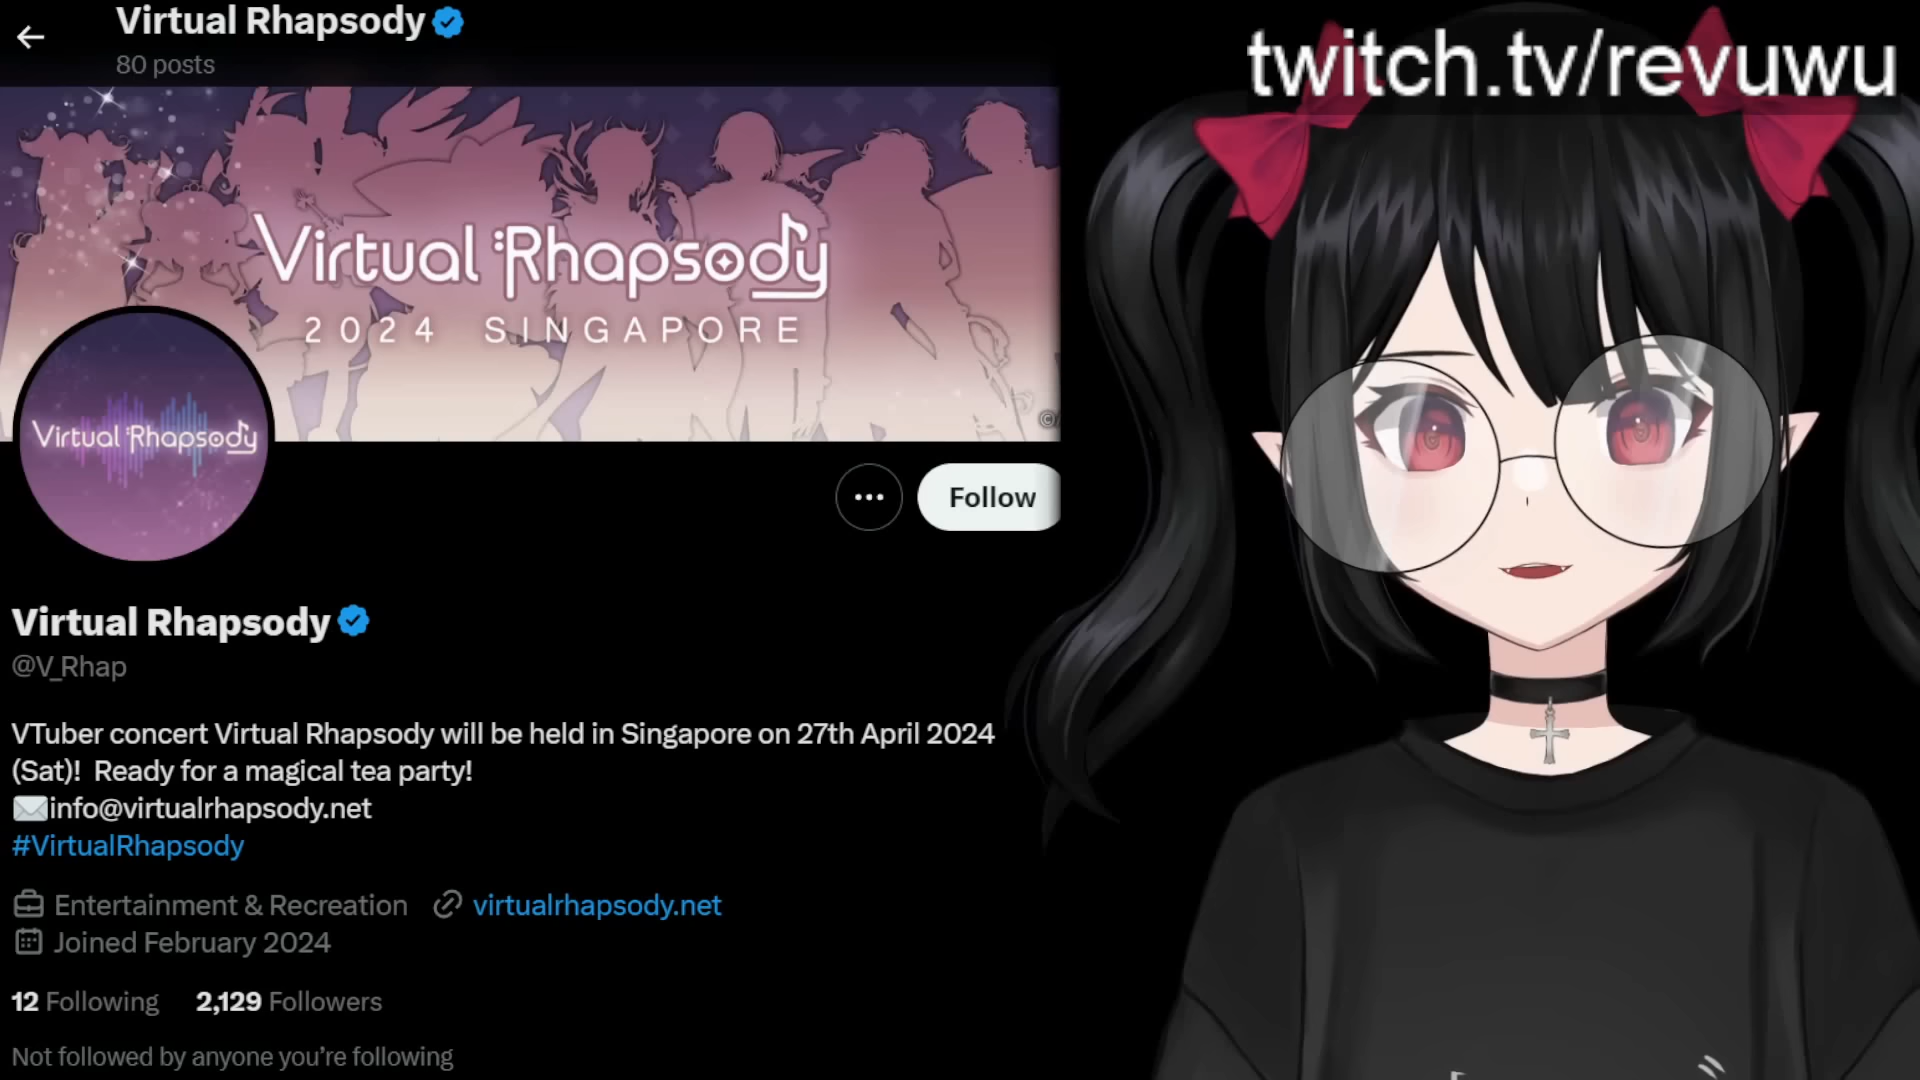 Virtual Rhapsody
80 posts
twitch.tv/revuwu
Virtual Rhapsody
2024 SINGAPORE
©
Virtual Rhapsody
Follow
Virtual Rhapsody
@V_Rhap
VTuber concert Virtual Rhapsody will be held in Singapore on 27th April 2024
(Sat)! Ready for a magical tea party!
✉️info@virtualrhapsody.net
#VirtualRhapsody
Entertainment & Recreation virtualrhapsody.net
Joined February 2024
12 Following 2,129 Followers
Not followed by anyone you’re following